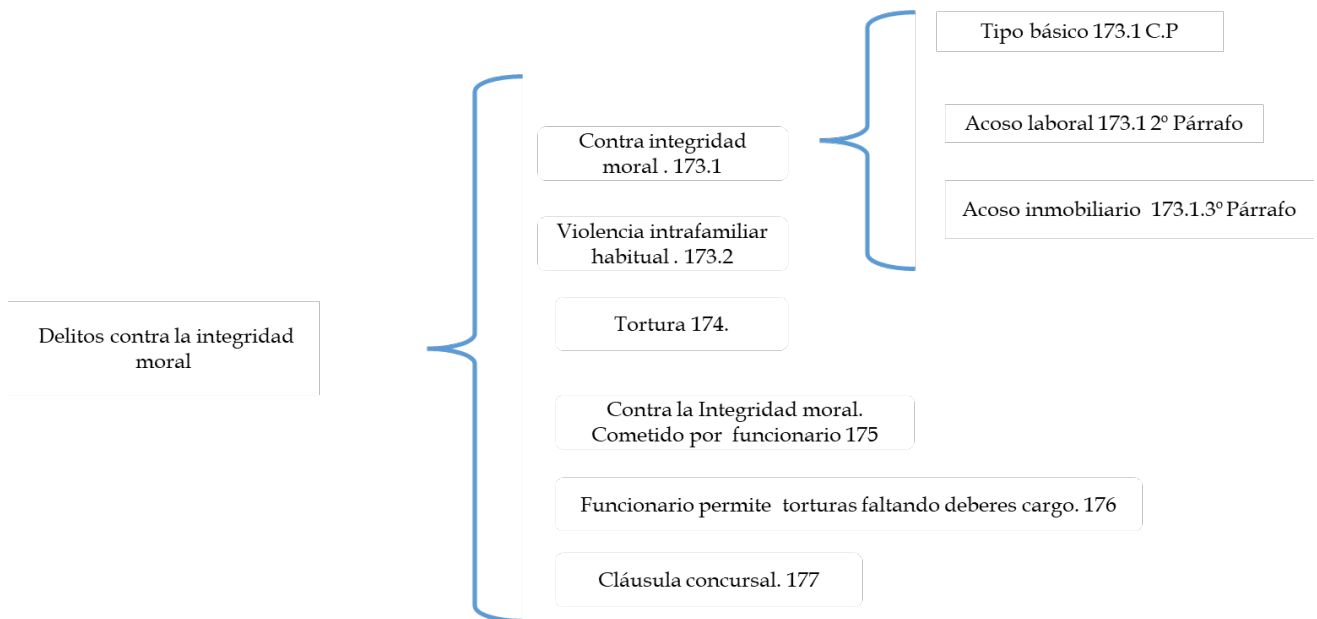 Delitos contra la integridad
moral
Contra integridad
moral . 173.1
Violencia intrafamiliar
habitual . 173.2
Tortura 174.
Contra la Integridad moral.
Cometido por funcionario 175
Funcionario permite torturas faltando deberes cargo. 176
Cláusula concursal. 177
Tipo básico 173.1 C.P
Acoso laboral 173.1 2º Párrafo
Acoso inmobiliario 173.1.3º Párrafo